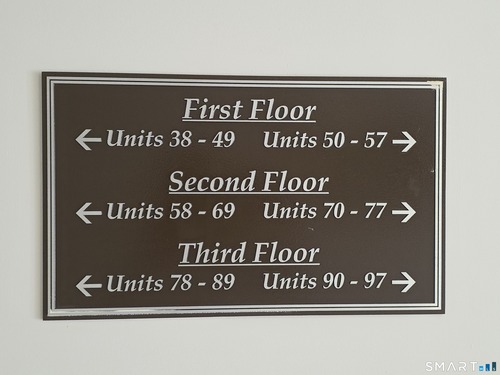 First Floor
← Units 38 - 49 Units 50 - 57 →
Second Floor
← Units 58 - 69 Units 70 - 77 →
Third Floor
← Units 78 - 89 Units 90 - 97 →
SMART